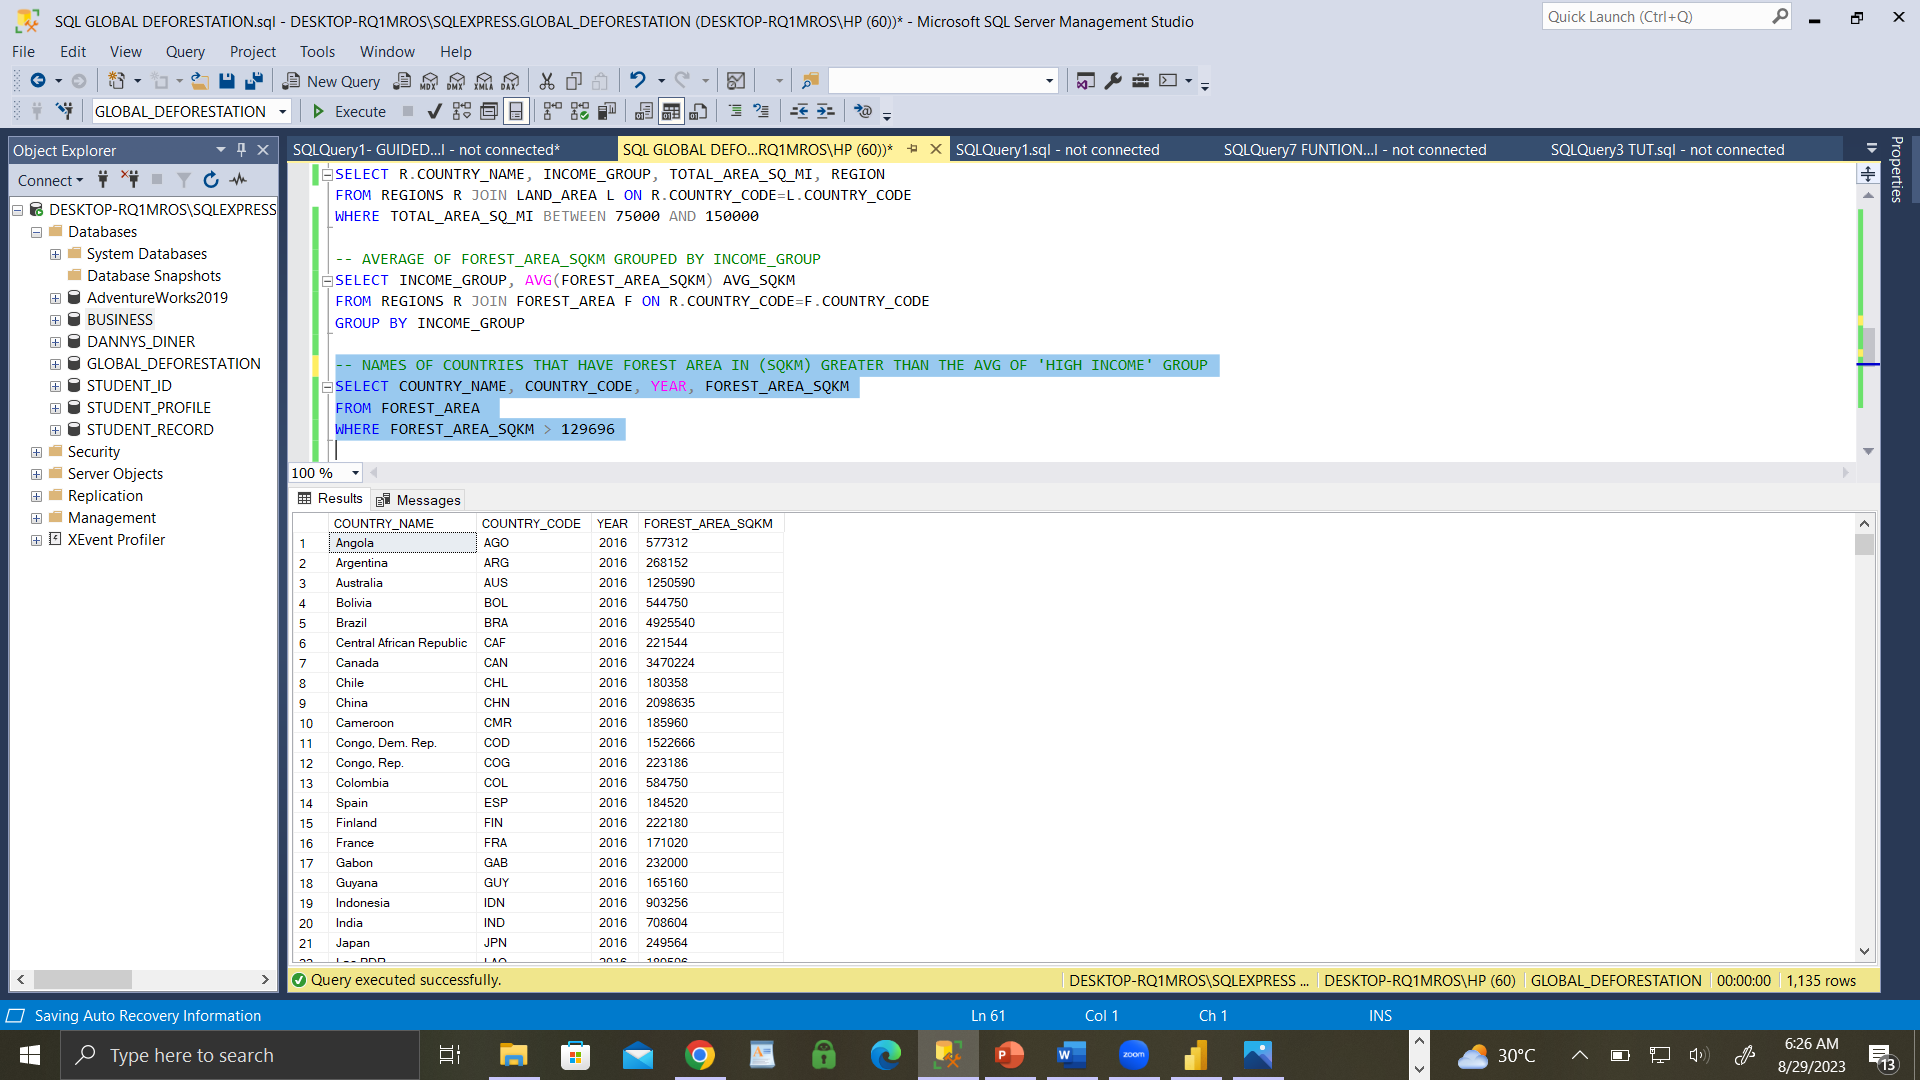 SQL GLOBAL DEFORESTATION.sql - DESKTOP-RQ1MROS\SQLEXPRESS.GLOBAL_DEFORESTATION (DESKTOP-RQ1MROS\HP (60))* - Microsoft SQL Server Management Studio
Quick Launch (Ctrl+Q)
File Edit View Query Project Tools Window Help
New Query MDX DMX XMLA DAX
GLOBAL_DEFORESTATION Execute
Object Explorer
Connect
DESKTOP-RQ1MROS\SQLEXPRESS
Databases
System Databases
Database Snapshots
AdventureWorks2019
BUSINESS
DANNYS_DINER
GLOBAL_DEFORESTATION
STUDENT_ID
STUDENT_PROFILE
STUDENT_RECORD
Security
Server Objects
Replication
Management
XEvent Profiler
SQLQuery1- GUIDED...l - not connected* SQL GLOBAL DEFO...RQ1MROS\HP (60))* SQLQuery1.sql - not connected SQLQuery7 FUNTION...l - not connected SQLQuery3 TUT.sql - not connected
Properties
SELECT R.COUNTRY_NAME, INCOME_GROUP, TOTAL_AREA_SQ_MI, REGION
FROM REGIONS R JOIN LAND_AREA L ON R.COUNTRY_CODE=L.COUNTRY_CODE
WHERE TOTAL_AREA_SQ_MI BETWEEN 75000 AND 150000
-- AVERAGE OF FOREST_AREA_SQKM GROUPED BY INCOME_GROUP
SELECT INCOME_GROUP, AVG(FOREST_AREA_SQKM) AVG_SQKM
FROM REGIONS R JOIN FOREST_AREA F ON R.COUNTRY_CODE=F.COUNTRY_CODE
GROUP BY INCOME_GROUP
-- NAMES OF COUNTRIES THAT HAVE FOREST AREA IN (SQKM) GREATER THAN THE AVG OF 'HIGH INCOME' GROUP
SELECT COUNTRY_NAME, COUNTRY_CODE, YEAR, FOREST_AREA_SQKM
FROM FOREST_AREA
WHERE FOREST_AREA_SQKM > 129696
100 %
Results Messages
COUNTRY_NAME COUNTRY_CODE YEAR FOREST_AREA_SQKM
1 Angola AGO 2016 577312
2 Argentina ARG 2016 268152
3 Australia AUS 2016 1250590
4 Bolivia BOL 2016 544750
5 Brazil BRA 2016 4925540
6 Central African Republic CAF 2016 221544
7 Canada CAN 2016 3470224
8 Chile CHL 2016 180358
9 China CHN 2016 2098635
10 Cameroon CMR 2016 185960
11 Congo, Dem. Rep. COD 2016 1522666
12 Congo, Rep. COG 2016 223186
13 Colombia COL 2016 584750
14 Spain ESP 2016 184520
15 Finland FIN 2016 222180
16 France FRA 2016 171020
17 Gabon GAB 2016 232000
18 Guyana GUY 2016 165160
19 Indonesia IDN 2016 903256
20 India IND 2016 708604
21 Japan JPN 2016 249564
Query executed successfully.
DESKTOP-RQ1MROS\SQLEXPRESS ... DESKTOP-RQ1MROS\HP (60) GLOBAL_DEFORESTATION 00:00:00 1,135 rows
Saving Auto Recovery Information Ln 61 Col 1 Ch 1 INS
Type here to search
zoom
30°C
6:26 AM
8/29/2023
13